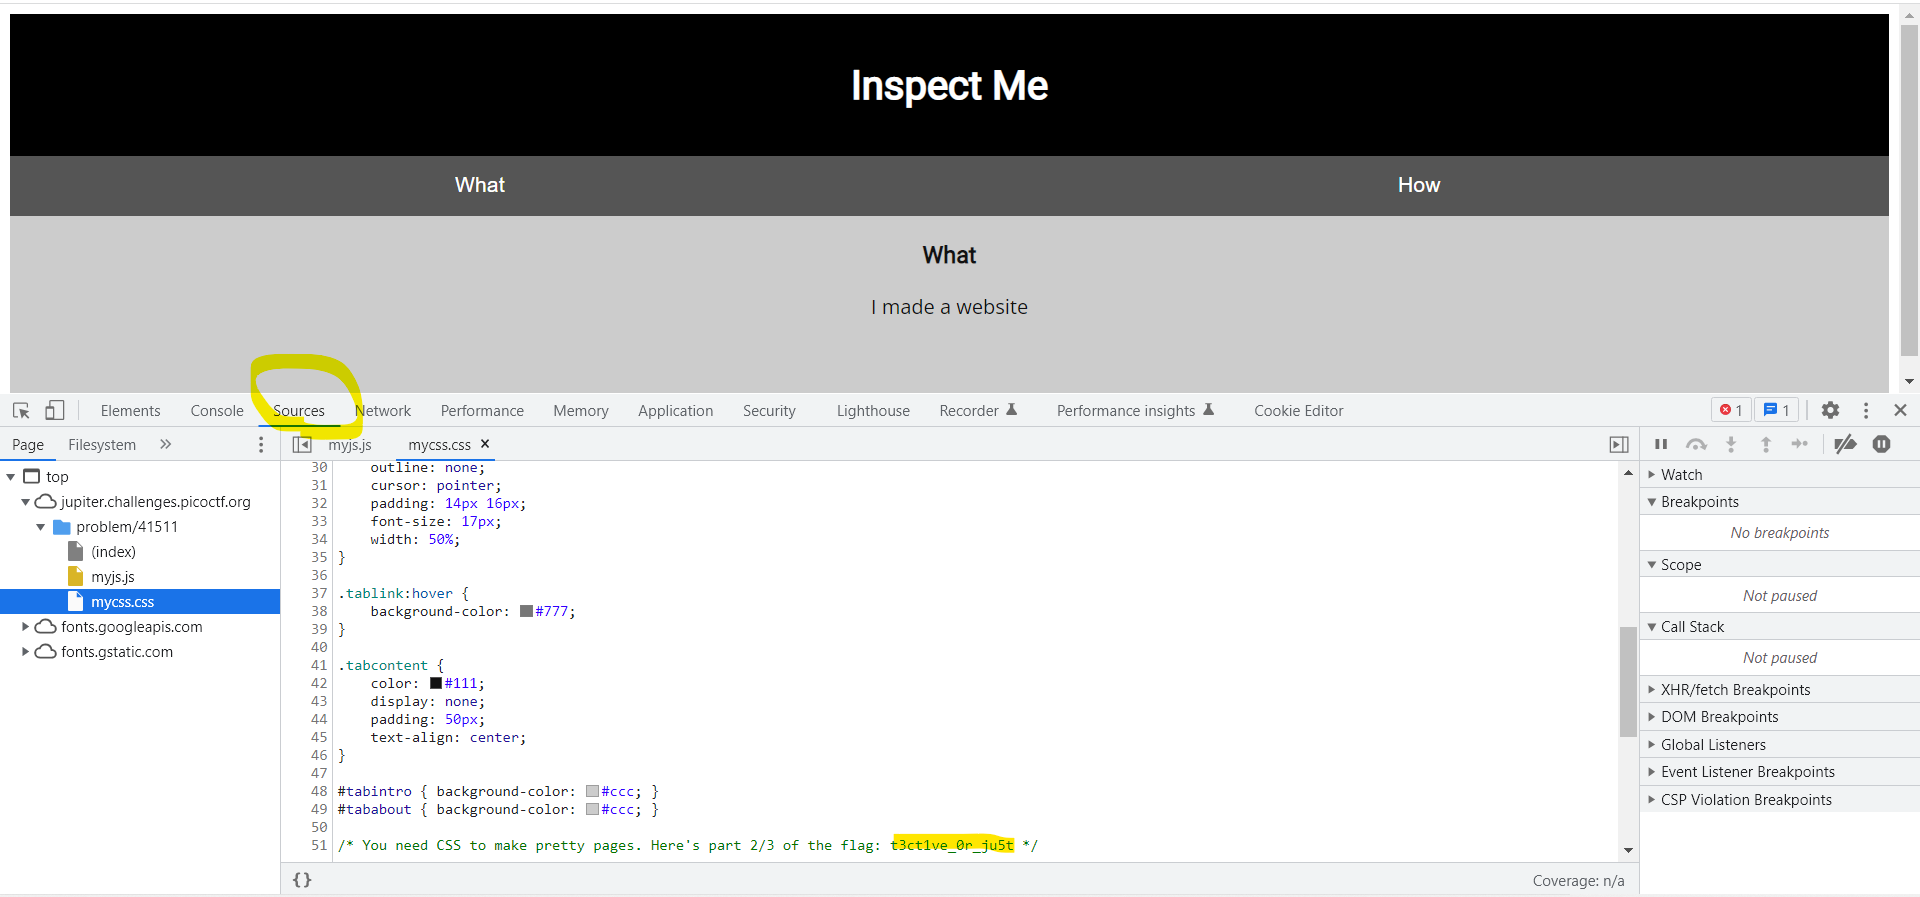 Inspect Me
What How
What
I made a website
Elements Console Sources Network Performance Memory Application Security Lighthouse Recorder Performance insights Cookie Editor 1 1
Page Filesystem » myjs.js mycss.css ×
top
jupiter.challenges.picoctf.org
problem/41511
(index)
myjs.js
mycss.css
fonts.googleapis.com
fonts.gstatic.com
30 outline: none;
31 cursor: pointer;
32 padding: 14px 16px;
33 font-size: 17px;
34 width: 50%;
35 }
36
37 .tablink:hover {
38 background-color: #777;
39 }
40
41 .tabcontent {
42 color: #111;
43 display: none;
44 padding: 50px;
45 text-align: center;
46 }
47
48 #tabintro { background-color: #ccc; }
49 #tababout { background-color: #ccc; }
50
51 /* You need CSS to make pretty pages. Here's part 2/3 of the flag: t3ct1ve_0r_ju5t */
{} Coverage: n/a
Watch
Breakpoints
No breakpoints
Scope
Not paused
Call Stack
Not paused
XHR/fetch Breakpoints
DOM Breakpoints
Global Listeners
Event Listener Breakpoints
CSP Violation Breakpoints